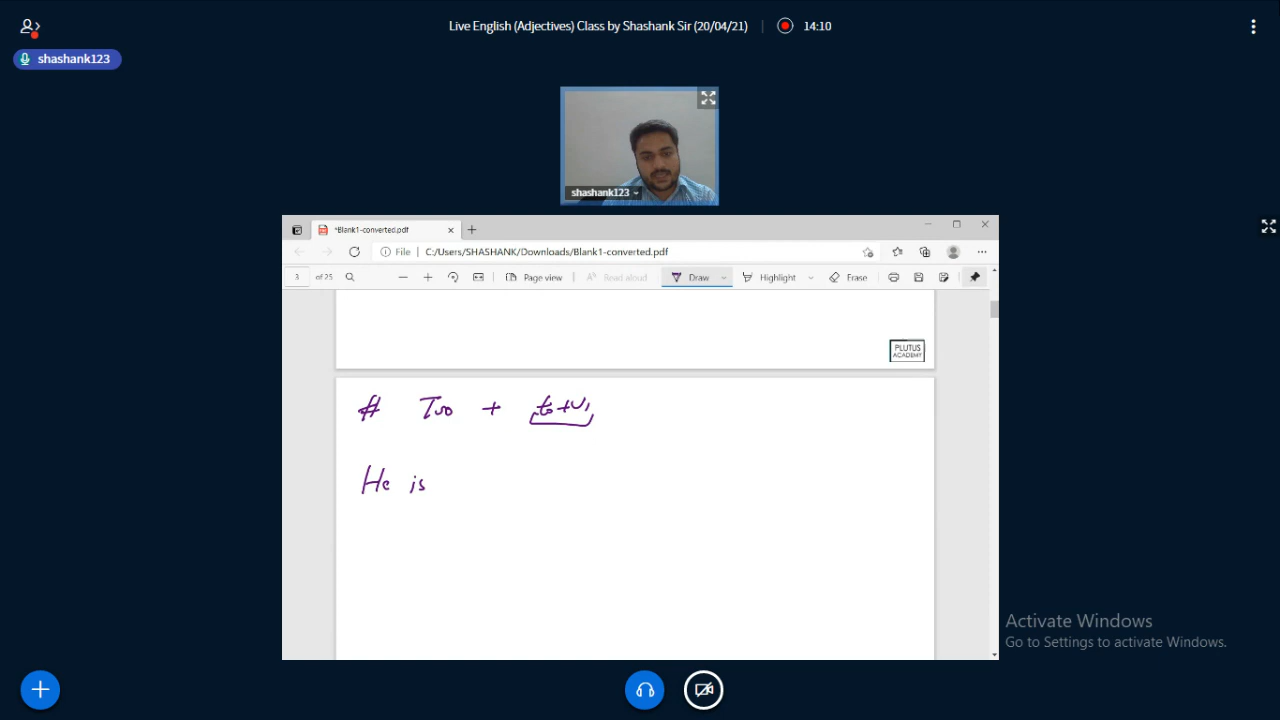 Live English (Adjectives) Class by Shashank Sir (20/04/21) 14:10
shashank123
shashank123
*Blank1-converted.pdf
File C:/Users/SHASHANK/Downloads/Blank1-converted.pdf
3 of 25 Page view Read aloud Draw Highlight Erase
PLUTUS
ACADEMY
# Too + to+V1
He is
Activate Windows
Go to Settings to activate Windows.